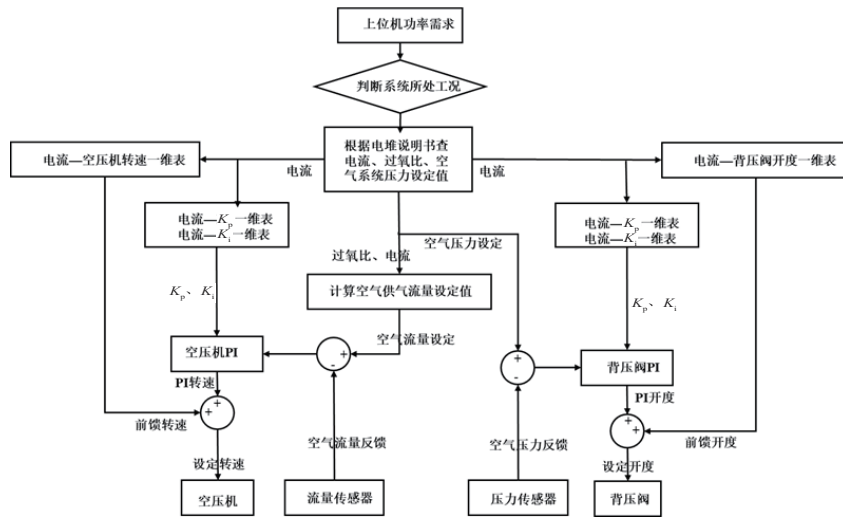 上位机功率需求
判断系统所处工况
根据电堆说明书查
电流、过氧比、空
气系统压力设定值
电流—空压机转速一维表
电流
电流
电流—背压阀开度一维表
电流—Kp一维表
电流—Ki一维表
电流—Kp一维表
电流—Ki一维表
过氧比、电流
空气压力设定
计算空气供气流量设定值
Kp、Ki
Kp、Ki
空气流量设定
空压机PI
+
-
+
-
背压阀PI
PI转速
PI开度
+
+
+
+
前馈转速
空气流量反馈
空气压力反馈
前馈开度
设定转速
设定开度
空压机
流量传感器
压力传感器
背压阀